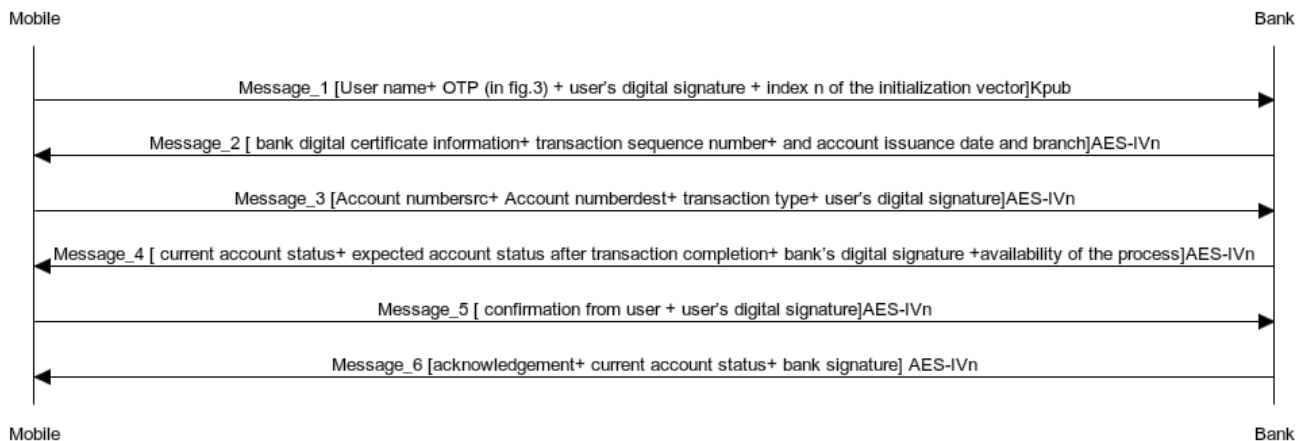 Mobile Bank
Message_1 [User name+ OTP (in fig.3) + user's digital signature + index n of the initialization vector]Kpub
Message_2 [ bank digital certificate information+ transaction sequence number+ and account issuance date and branch]AES-IVn
Message_3 [Account numbersrc+ Account numberdest+ transaction type+ user's digital signature]AES-IVn
Message_4 [ current account status+ expected account status after transaction completion+ bank's digital signature +availability of the process]AES-IVn
Message_5 [ confirmation from user + user's digital signature]AES-IVn
Message_6 [acknowledgement+ current account status+ bank signature] AES-IVn
Mobile Bank